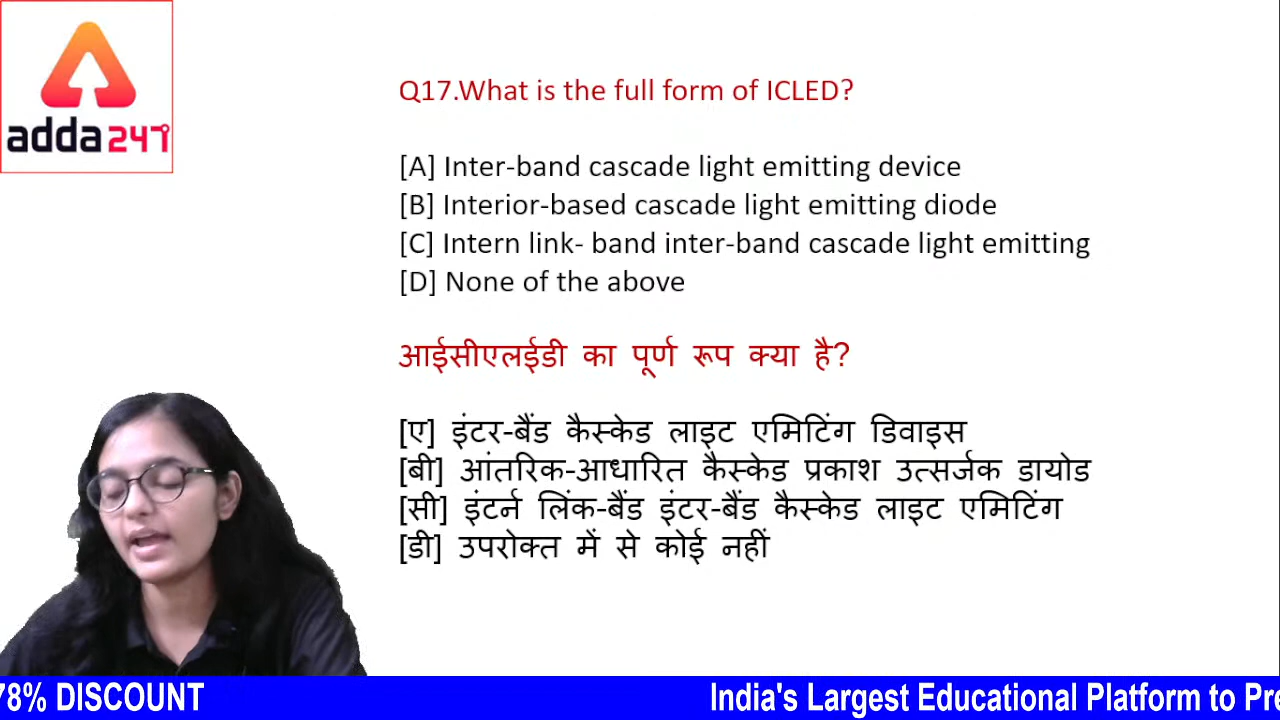 adda247
Q17.What is the full form of ICLED?
[A] Inter-band cascade light emitting device
[B] Interior-based cascade light emitting diode
[C] Intern link- band inter-band cascade light emitting
[D] None of the above
आईसीएलईडी का पूर्ण रूप क्या है?
[ए] इंटर-बैंड कैस्केड लाइट एमिटिंग डिवाइस
[बी] आंतरिक-आधारित कैस्केड प्रकाश उत्सर्जक डायोड
[सी] इंटर्न लिंक-बैंड इंटर-बैंड कैस्केड लाइट एमिटिंग
[डी] उपरोक्त में से कोई नहीं
78% DISCOUNT India's Largest Educational Platform to Pre